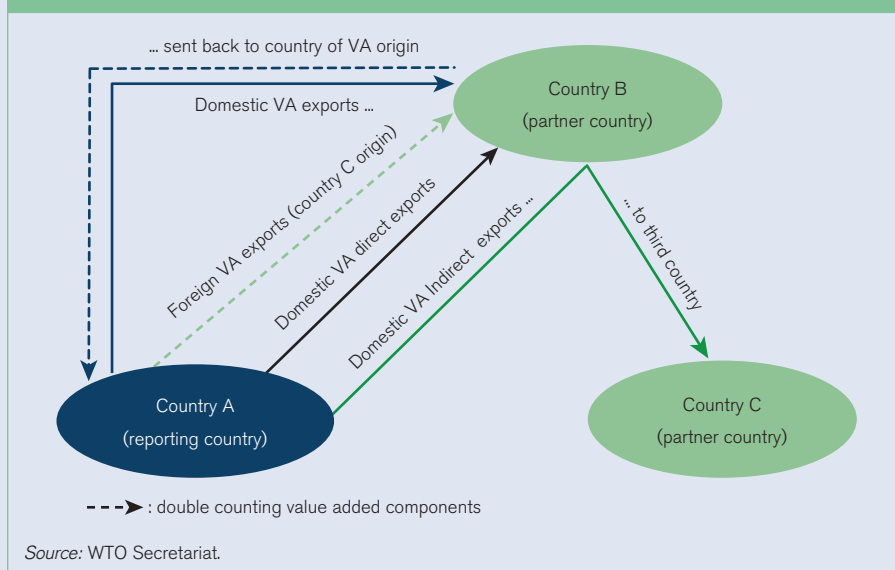 ... sent back to country of VA origin
Domestic VA exports ...
Country B
(partner country)
Foreign VA exports (country C origin)
Domestic VA direct exports
Domestic VA Indirect exports ...
... to third country
Country A
(reporting country)
Country C
(partner country)
: double counting value added components
Source: WTO Secretariat.